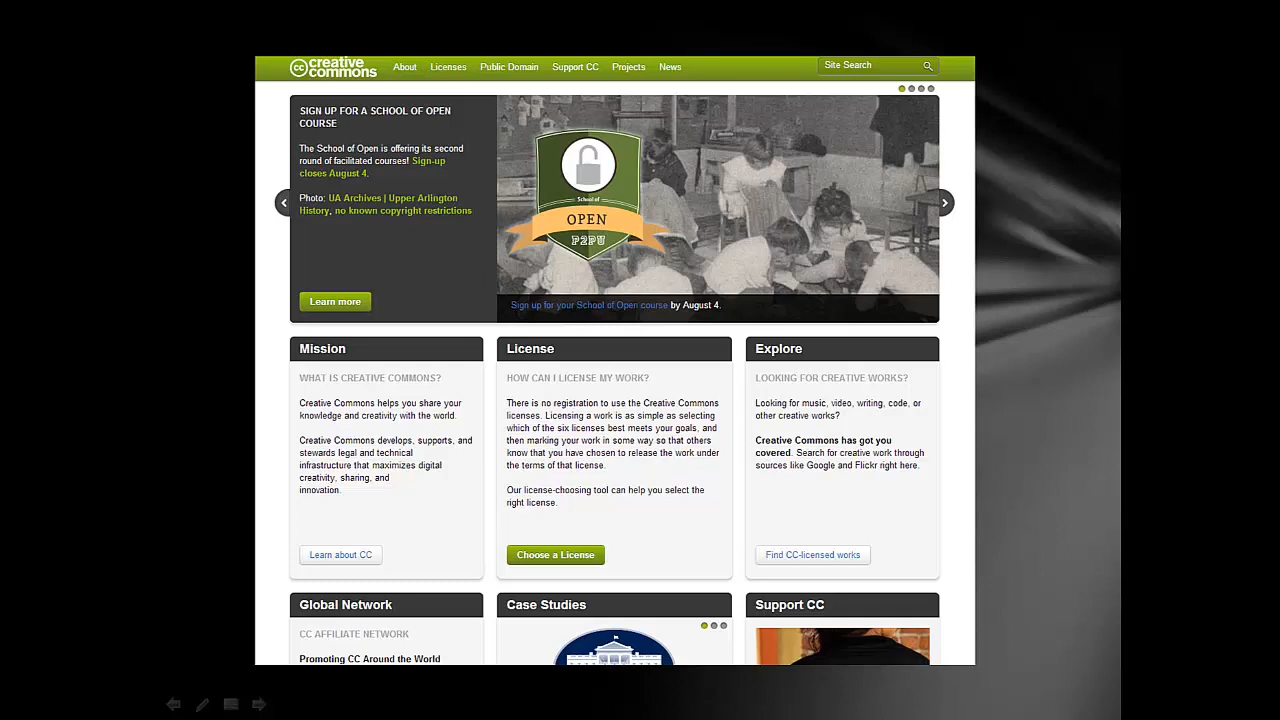 creative commons
About Licenses Public Domain Support CC Projects News
Site Search
SIGN UP FOR A SCHOOL OF OPEN
COURSE
The School of Open is offering its second
round of facilitated courses! Sign-up
closes August 4.
Photo: UA Archives | Upper Arlington
History, no known copyright restrictions
Learn more
School of
OPEN
P2PU
Sign up for your School of Open course by August 4.
Mission
WHAT IS CREATIVE COMMONS?
Creative Commons helps you share your
knowledge and creativity with the world.
Creative Commons develops, supports, and
stewards legal and technical
infrastructure that maximizes digital
creativity, sharing, and
innovation.
Learn about CC
License
HOW CAN I LICENSE MY WORK?
There is no registration to use the Creative Commons
licenses. Licensing a work is as simple as selecting
which of the six licenses best meets your goals, and
then marking your work in some way so that others
know that you have chosen to release the work under
the terms of that license.
Our license-choosing tool can help you select the
right license.
Choose a License
Explore
LOOKING FOR CREATIVE WORKS?
Looking for music, video, writing, code, or
other creative works?
Creative Commons has got you
covered. Search for creative work through
sources like Google and Flickr right here.
Find CC-licensed works
Global Network
CC AFFILIATE NETWORK
Promoting CC Around the World
Case Studies
Support CC